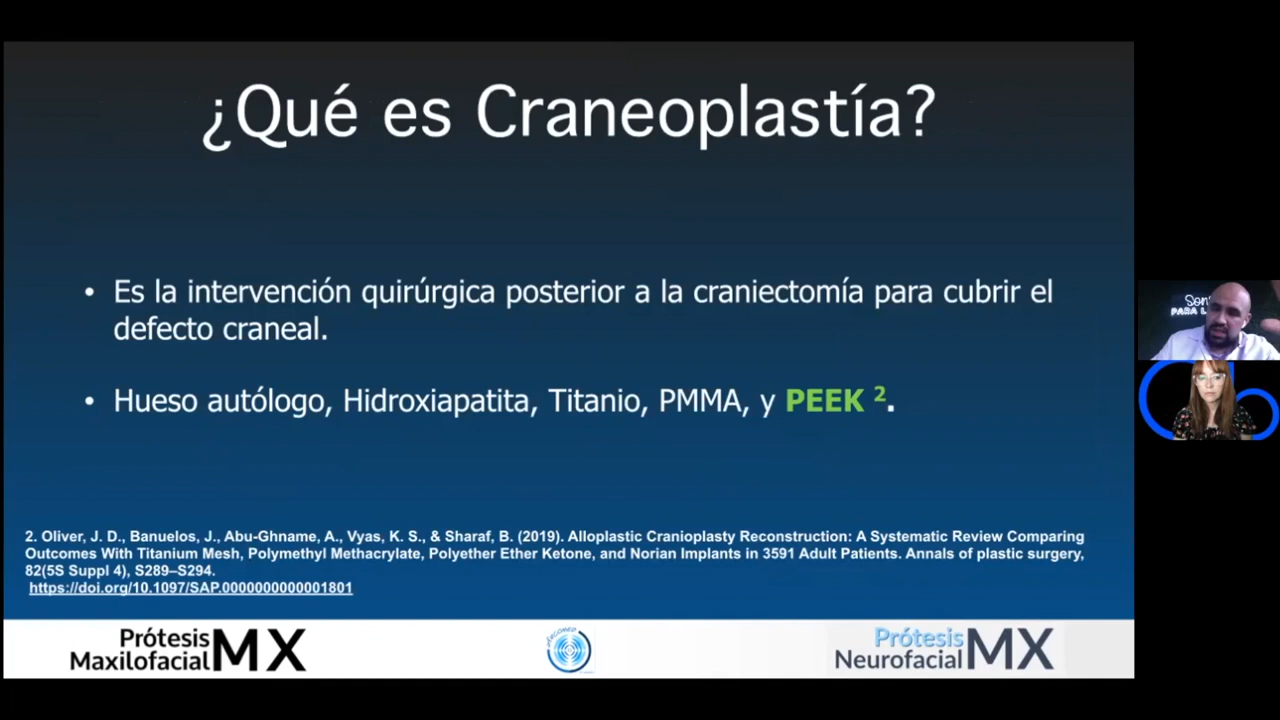 ¿Qué es Craneoplastía?
• Es la intervención quirúrgica posterior a la craniectomía para cubrir el
defecto craneal.
• Hueso autólogo, Hidroxiapatita, Titanio, PMMA, y PEEK ².
2. Oliver, J. D., Banuelos, J., Abu-Ghname, A., Vyas, K. S., & Sharaf, B. (2019). Alloplastic Cranioplasty Reconstruction: A Systematic Review Comparing
Outcomes With Titanium Mesh, Polymethyl Methacrylate, Polyether Ether Ketone, and Norian Implants in 3591 Adult Patients. Annals of plastic surgery,
82(5S Suppl 4), S289–S294.
https://doi.org/10.1097/SAP.0000000000001801
Prótesis
Maxilofacial MX
Prótesis
Neurofacial MX
PARA